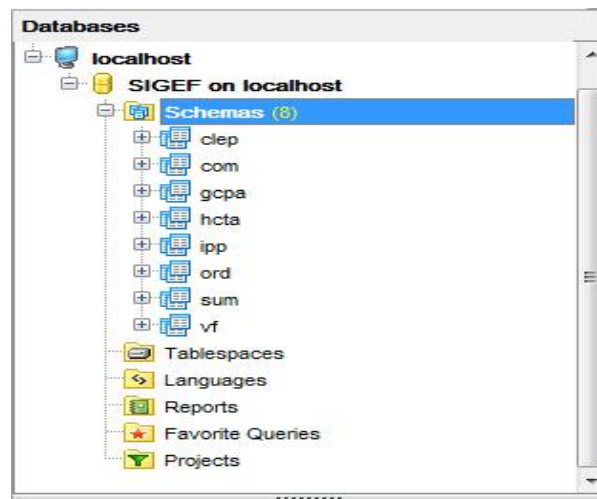 Databases
localhost
SIGEF on localhost
Schemas (8)
clep
com
gcpa
hcta
ipp
ord
sum
vf
Tablespaces
Languages
Reports
Favorite Queries
Projects